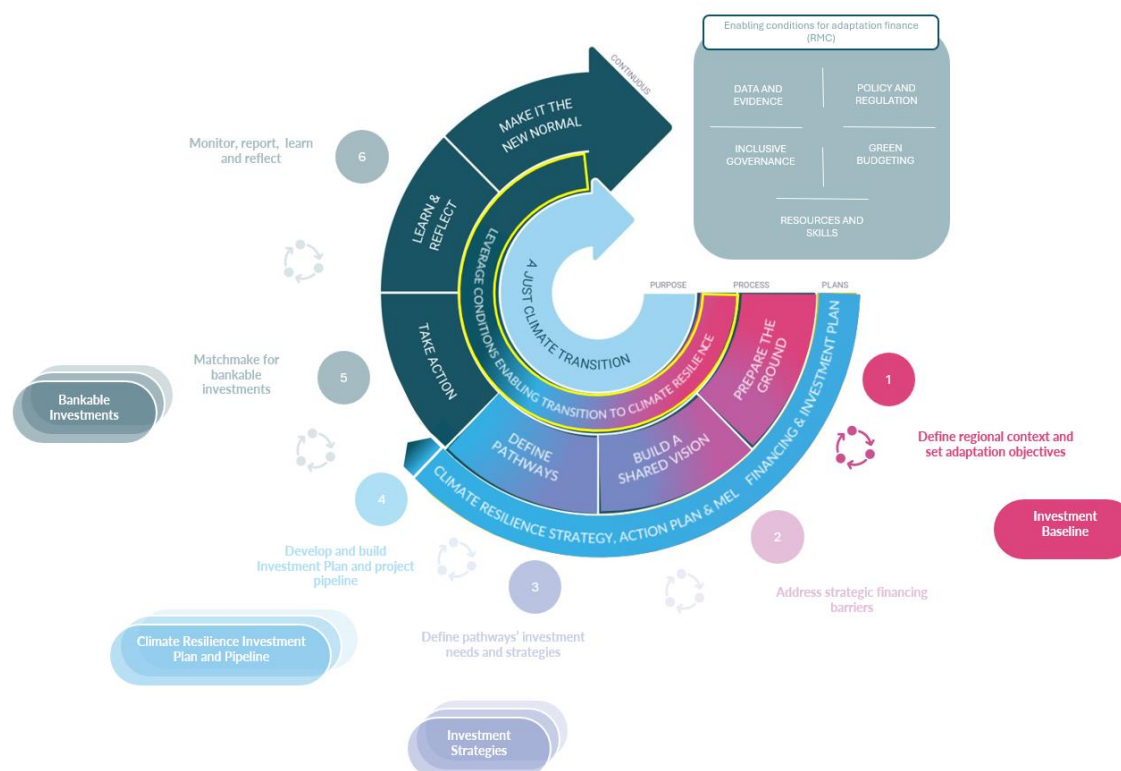 Enabling conditions for adaptation finance
(RMC)
DATA AND
EVIDENCE
POLICY AND
REGULATION
INCLUSIVE
GOVERNANCE
GREEN
BUDGETING
RESOURCES AND
SKILLS
CONTINUOUS
MAKE IT THE
NEW NORMAL
LEARN &
REFLECT
TAKE ACTION
DEFINE
PATHWAYS
BUILD A
SHARED VISION
PREPARE THE
GROUND
LEVERAGE CONDITIONS ENABLING TRANSITION TO CLIMATE RESILIENCE
A JUST CLIMATE TRANSITION
PURPOSE
PROCESS
PLANS
CLIMATE RESILIENCE STRATEGY, ACTION PLAN & MEL
FINANCING & INVESTMENT PLAN
1
Define regional context and
set adaptation objectives
Investment
Baseline
2
Address strategic financing
barriers
3
Define pathways' investment
needs and strategies
Investment
Strategies
4
Develop and build
Investment Plan and project
pipeline
Climate Resilience Investment
Plan and Pipeline
5
Matchmake for
bankable
investments
Bankable
Investments
6
Monitor, report, learn
and reflect